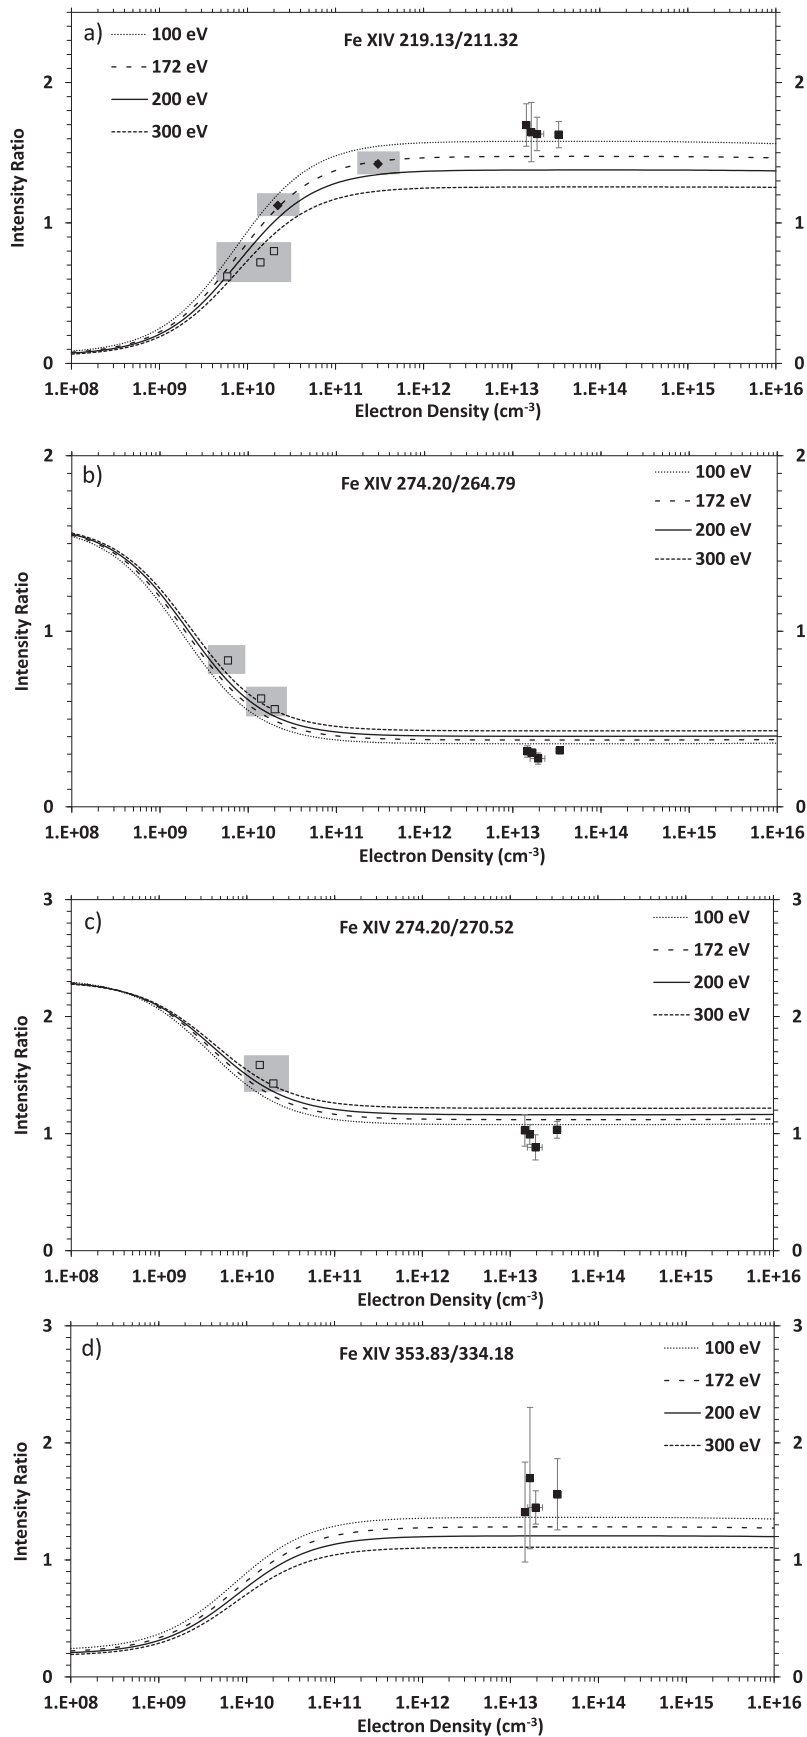 a)
Fe XIV 219.13/211.32
100 eV
172 eV
200 eV
300 eV
Intensity Ratio
2
1
0
2
1
0
1.E+08 1.E+09 1.E+10 1.E+11 1.E+12 1.E+13 1.E+14 1.E+15 1.E+16
Electron Density (cm-3)
b)
Fe XIV 274.20/264.79
100 eV
172 eV
200 eV
300 eV
Intensity Ratio
2
1
0
2
1
0
1.E+08 1.E+09 1.E+10 1.E+11 1.E+12 1.E+13 1.E+14 1.E+15 1.E+16
Electron Density (cm-3)
c)
Fe XIV 274.20/270.52
100 eV
172 eV
200 eV
300 eV
Intensity Ratio
3
2
1
0
3
2
1
0
1.E+08 1.E+09 1.E+10 1.E+11 1.E+12 1.E+13 1.E+14 1.E+15 1.E+16
Electron Density (cm-3)
d)
Fe XIV 353.83/334.18
100 eV
172 eV
200 eV
300 eV
Intensity Ratio
3
2
1
0
3
2
1
0
1.E+08 1.E+09 1.E+10 1.E+11 1.E+12 1.E+13 1.E+14 1.E+15 1.E+16
Electron Density (cm-3)